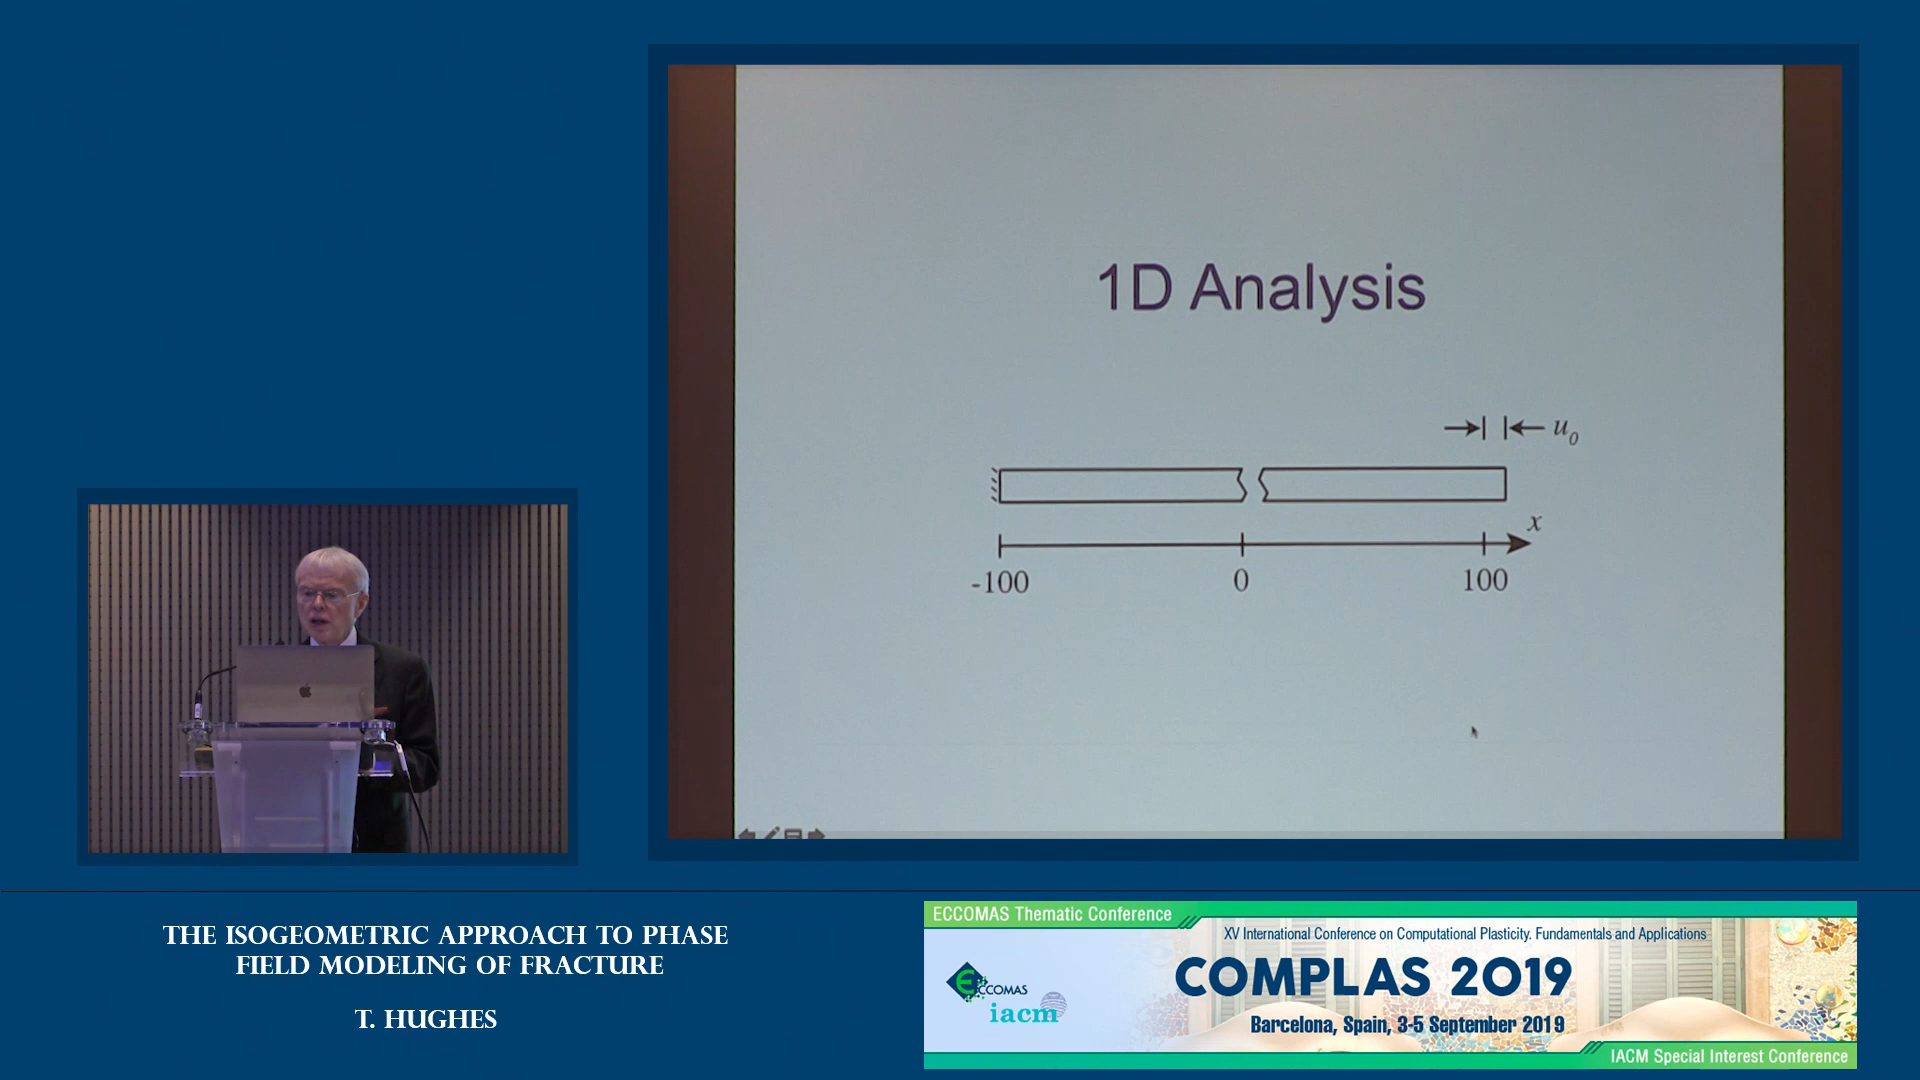 1D Analysis
u0
x
-100 0 100
THE ISOGEOMETRIC APPROACH TO PHASE
FIELD MODELING OF FRACTURE
T. HUGHES
ECCOMAS Thematic Conference
XV International Conference on Computational Plasticity. Fundamentals and Applications
ECCOMAS
iacm
COMPLAS 2019
Barcelona, Spain, 3-5 September 2019
IACM Special Interest Conference